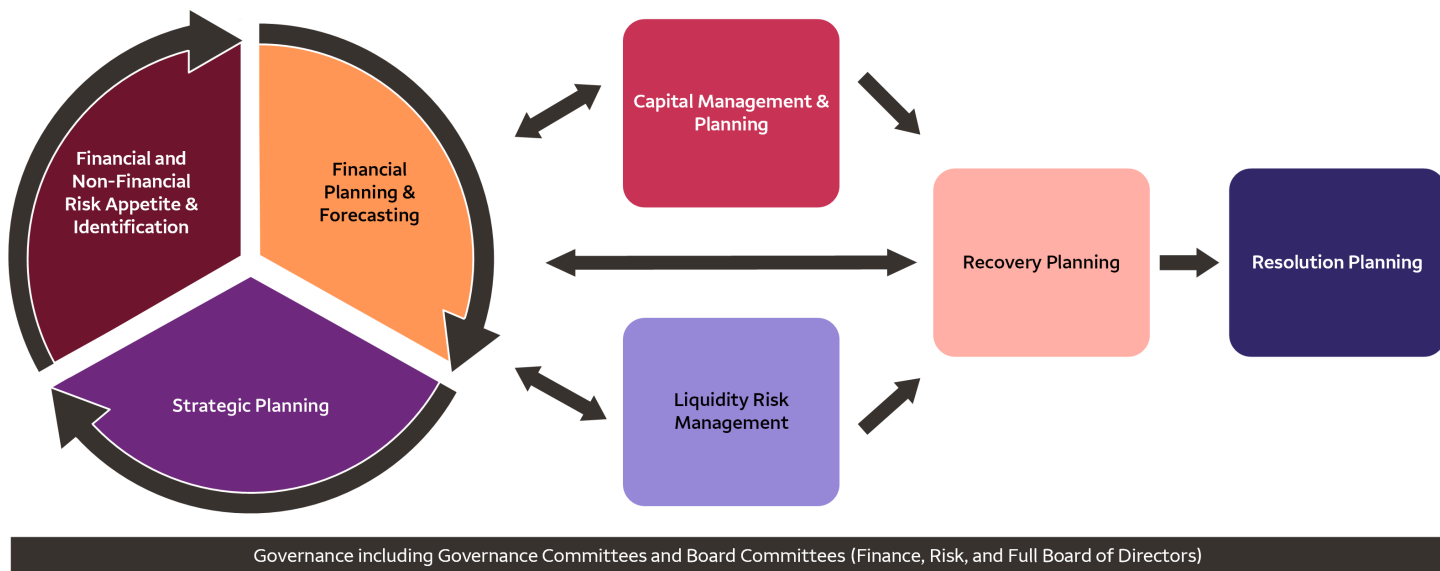 Financial and
Non-Financial
Risk Appetite &
Identification
Financial
Planning &
Forecasting
Strategic Planning
Capital Management &
Planning
Liquidity Risk
Management
Recovery Planning
Resolution Planning
Governance including Governance Committees and Board Committees (Finance, Risk, and Full Board of Directors)